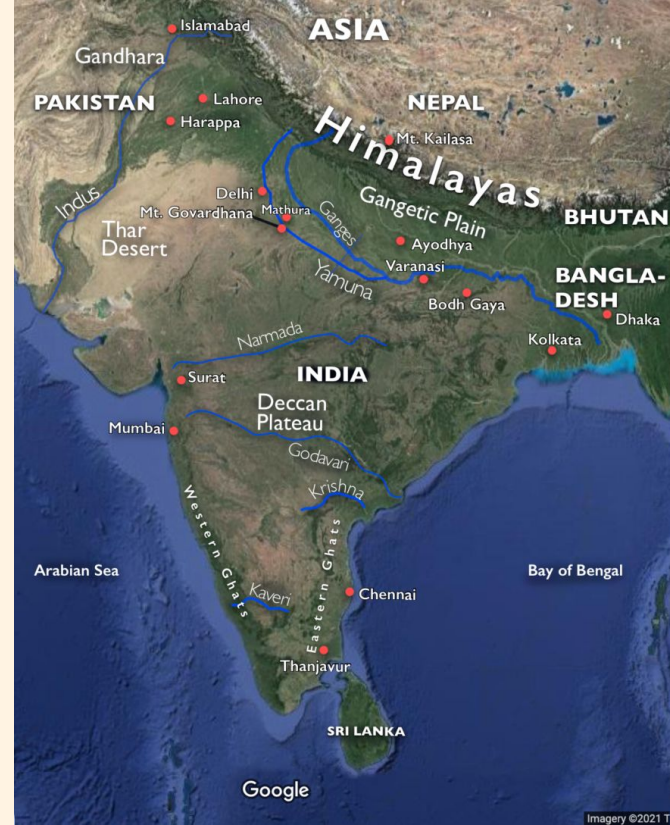 Islamabad
ASIA
Gandhara
PAKISTAN
Lahore
NEPAL
Harappa
Himalayas
Mt. Kailasa
Delhi
Gangetic Plain
Indus
Mt. Govardhana
Mathura
Ganges
BHUTAN
Thar
Desert
Ayodhya
Varanasi
Yamuna
BANGLA-
DESH
Bodh Gaya
Dhaka
Narmada
Kolkata
Surat
INDIA
Deccan
Plateau
Mumbai
Godavari
Krishna
Western Ghats
Eastern Ghats
Arabian Sea
Bay of Bengal
Kaveri
Chennai
Thanjavur
SRI LANKA
Google
Imagery ©2021 T